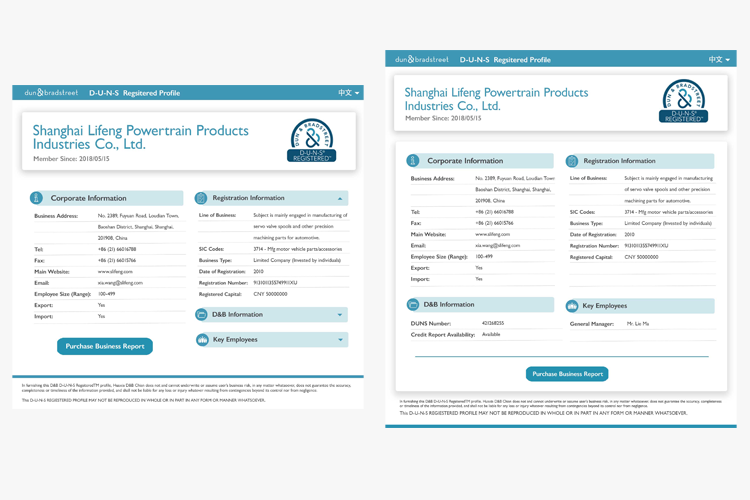 dun&bradstreet D-U-N-S Regsitered Profile 中文
Shanghai Lifeng Powertrain Products
Industries Co., Ltd.
Member Since: 2018/05/15
DUN & BRADSTREET
D-U-N-S®
REGISTERED™
Corporate Information
Business Address: No. 2389, Fuyuan Road, Loudian Town,
Baoshan District, Shanghai, Shanghai,
201908, China
Tel: +86 (21) 66016788
Fax: +86 (21) 66015766
Main Website: www.slifeng.com
Email: xia.wang@slifeng.com
Employee Size (Range): 100-499
Export: Yes
Import: Yes
Purchase Business Report
Registration Information
Line of Business: Subject is mainly engaged in manufacturing of
servo valve spools and other precision
machining parts for automotive.
SIC Codes: 3714 - Mfg motor vehicle parts/accessories
Business Type: Limited Company (Invested by individuals)
Date of Registration: 2010
Registration Number: 91310113557499111XU
Registered Capital: CNY 50000000
D&B Information
Key Employees
In furnishing this D&B D-U-N-S RegisteredTM profile, Huaxia D&B China does not and cannot underwrite or assume user's business risk, in any manner whatsoever, does not guarantee the accuracy,
completeness or timeliness of the information provided, and shall not be liable for any loss or injury whatever resulting from contingencies beyond its control nor from negligence.
This D-U-N-S REGISTERED PROFILE MAY NOT BE REPRODUCED IN WHOLE OR IN PART IN ANY FORM OR MANNER WHATSOEVER.
dun&bradstreet D-U-N-S Regsitered Profile 中文
Shanghai Lifeng Powertrain Products
Industries Co., Ltd.
Member Since: 2018/05/15
DUN & BRADSTREET
D-U-N-S®
REGISTERED™
Corporate Information
Business Address: No. 2389, Fuyuan Road, Loudian Town
Baoshan District, Shanghai, Shanghai,
201908, China
Tel: +86 (21) 66016788
Fax: +86 (21) 66015766
Main Website: www.slifeng.com
Email: xia.wang@slifeng.com
Employee Size (Range): 100-499
Export: Yes
Import: Yes
Registration Information
Line of Business: Subject is mainly engaged in manufacturing
of servo valve spools and other precision
machining parts for automotive.
SIC Codes: 3714 - Mfg motor vehicle parts/accessories
Business Type: Limited Company (Invested by individuals)
Date of Registration: 2010
Registration Number: 91310113557499111XU
Registered Capital: CNY 50000000
D&B Information
DUNS Number: 421268255
Credit Report Availability: Available
Key Employees
General Manager: Mr. Lin Ma
Purchase Business Report
In furnishing this D&B D-U-N-S RegisteredTM profile, Huaxia D&B China does not and cannot underwrite or assume user's business risk, in any manner whatsoever, does not guarantee the accuracy, completeness
or timeliness of the information provided, and shall not be liable for any loss or injury whatever resulting from contingencies beyond its control nor from negligence.
This D-U-N-S REGISTERED PROFILE MAY NOT BE REPRODUCED IN WHOLE OR IN PART IN ANY FORM OR MANNER WHATSOEVER.